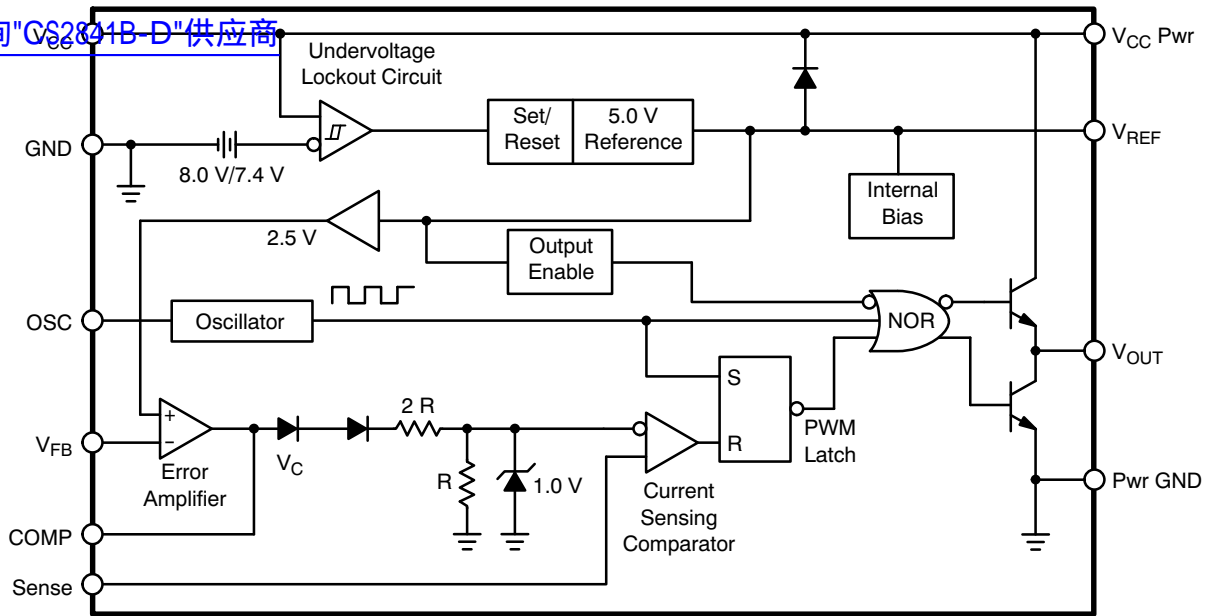 询"CS2841B-D"供应商
VCC
Undervoltage
Lockout Circuit
VCC Pwr
Set/
Reset
5.0 V
Reference
VREF
GND
8.0 V/7.4 V
Internal
Bias
2.5 V
Output
Enable
OSC
Oscillator
NOR
VOUT
S
R
PWM
Latch
2 R
+
−
VFB
Error
Amplifier
VC
R
1.0 V
Current
Sensing
Comparator
Pwr GND
COMP
Sense